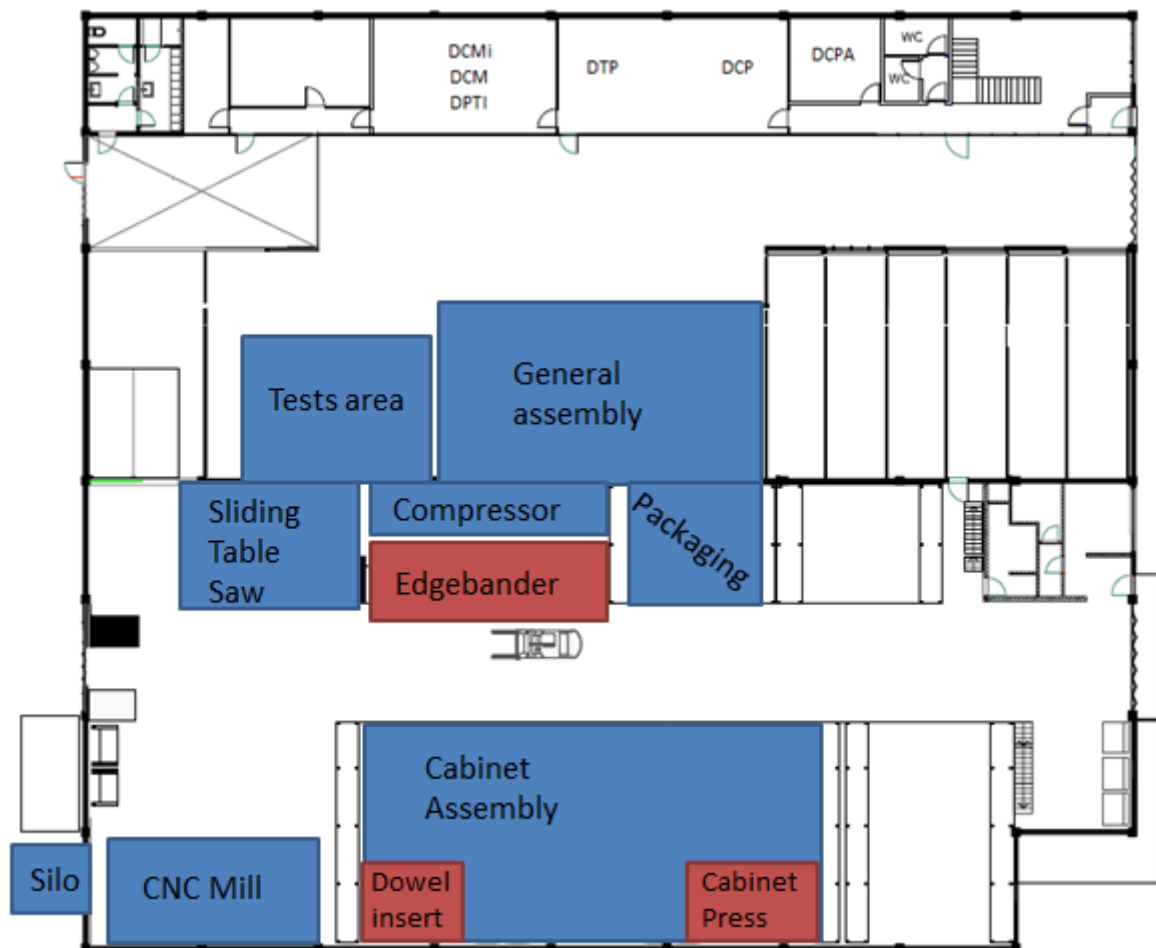 DCMi
DCM
DPTI
DTP
DCP
DCPA
WC
WC
General
assembly
Tests area
Sliding
Table
Saw
Compressor
Packaging
Edgebander
Cabinet
Assembly
Silo
CNC Mill
Dowel
insert
Cabinet
Press